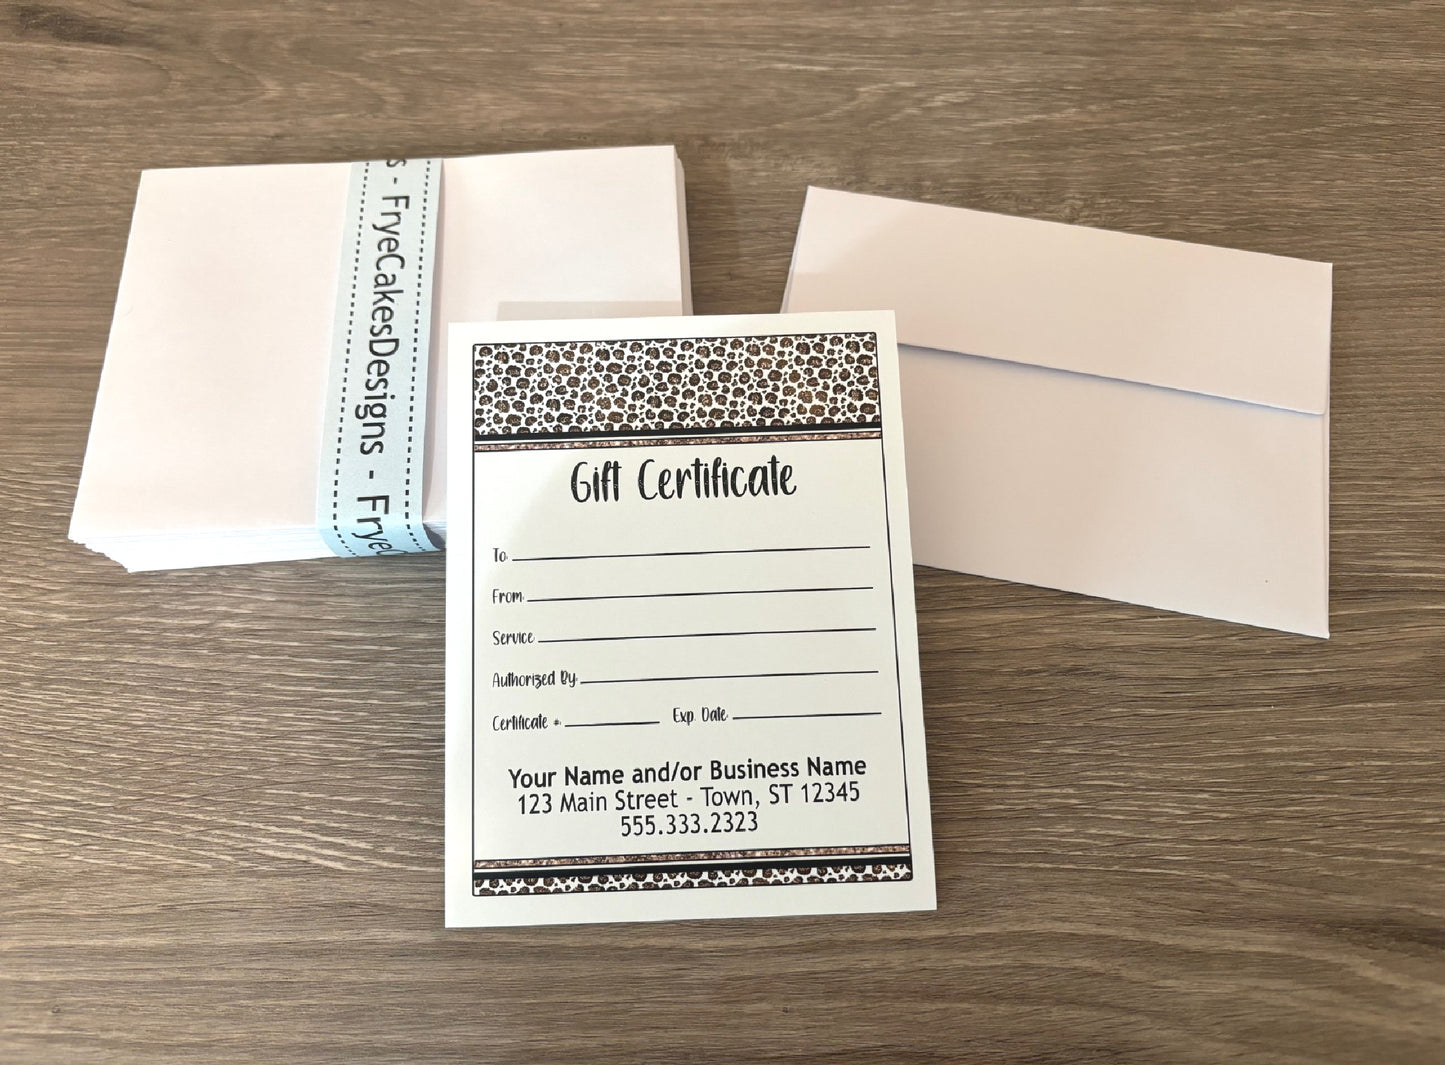 s - FryeCakesDesigns - FryeC
Gift Certificate
To:
From:
Service:
Authorized By:
Certificate #: Exp. Date:
Your Name and/or Business Name
123 Main Street - Town, ST 12345
555.333.2323